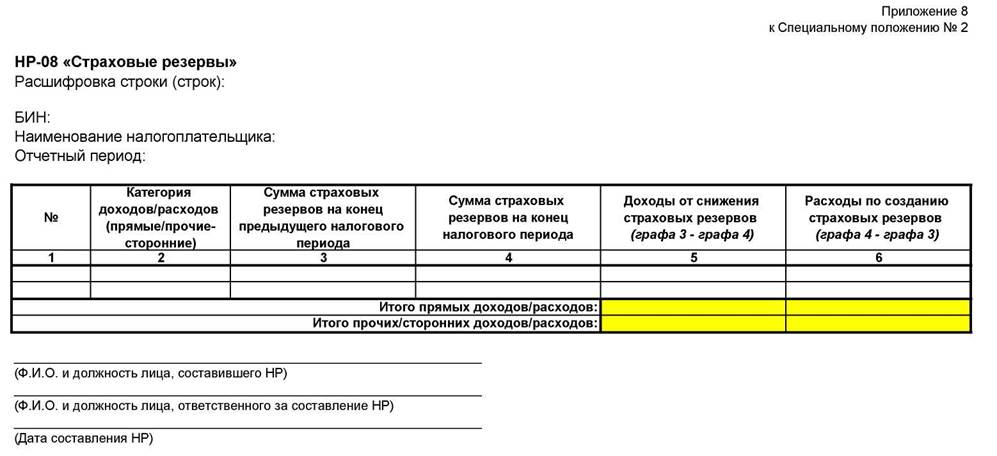 Приложение 8
к Специальному положению № 2
НР-08 «Страховые резервы»
Расшифровка строки (строк):
БИН:
Наименование налогоплательщика:
Отчетный период:
№
Категория
доходов/расходов
(прямые/прочие-
сторонние)
Сумма страховых
резервов на конец
предыдущего налогового
периода
Сумма страховых
резервов на конец
налогового периода
Доходы от снижения
страховых резервов
(графа 3 - графа 4)
Расходы по созданию
страховых резервов
(графа 4 - графа 3)
1 2 3 4 5 6
Итого прямых доходов/расходов:
Итого прочих/сторонних доходов/расходов:
(Ф.И.О. и должность лица, составившего НР)
(Ф.И.О. и должность лица, ответственного за составление НР)
(Дата составления НР)